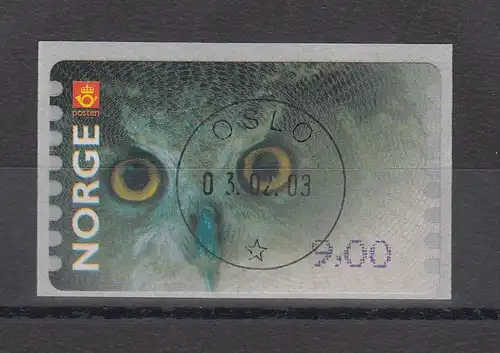 posten
NORGE
OSLO
03.02.03
9.00